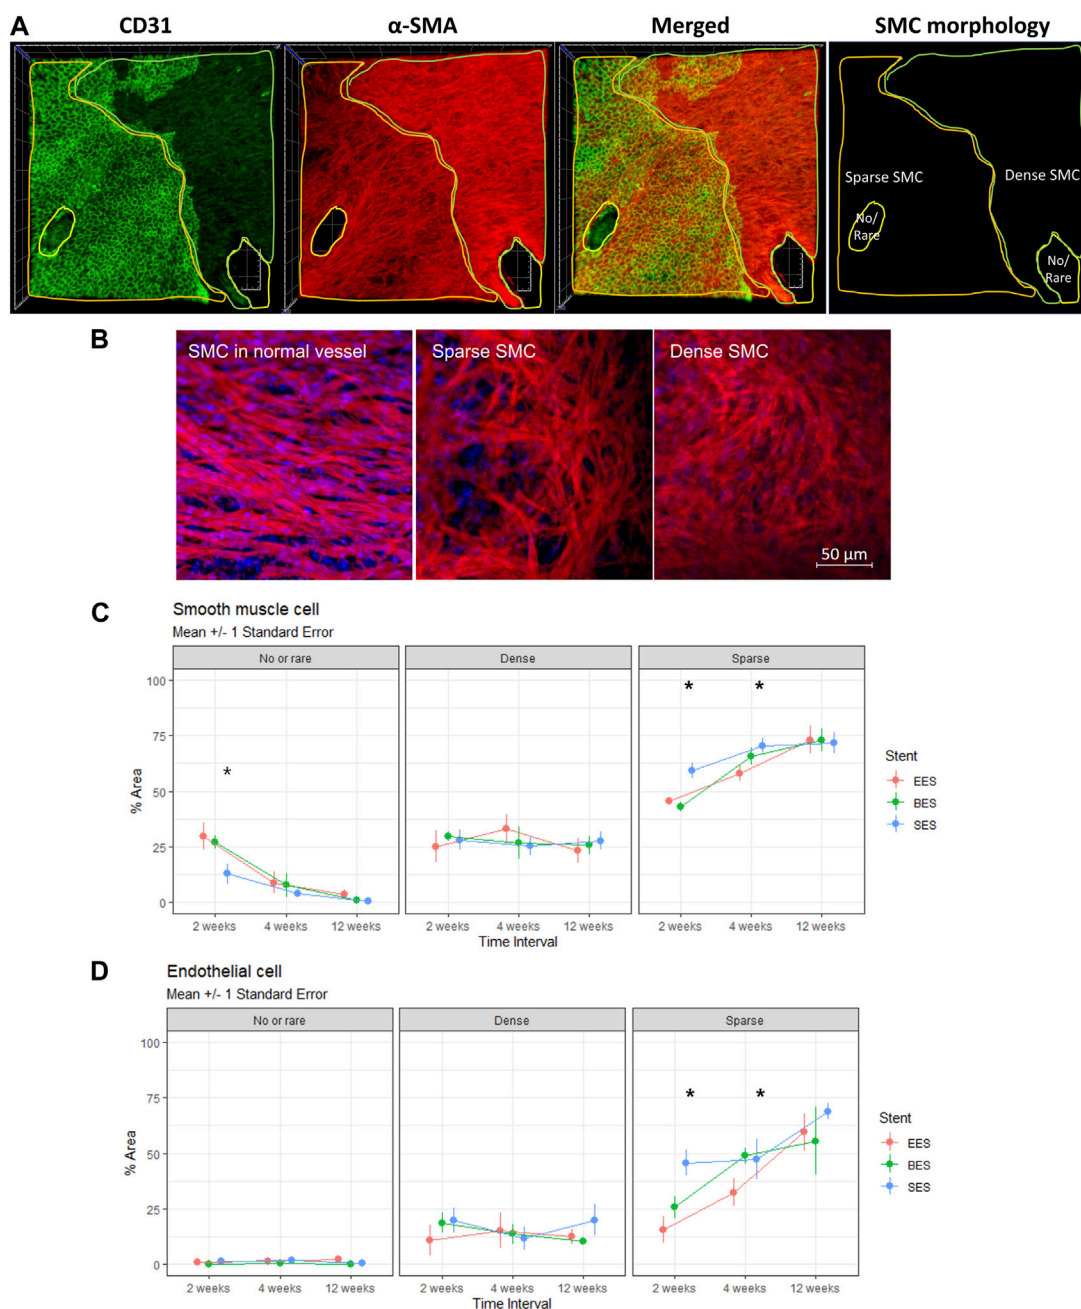 A
CD31
α-SMA
Merged
SMC morphology
Sparse SMC
Dense SMC
No/
Rare
No/
Rare
B
SMC in normal vessel
Sparse SMC
Dense SMC
50 µm
C
Smooth muscle cell
Mean +/- 1 Standard Error
No or rare
Dense
Sparse
100
75
50
25
0
% Area
*
*
*
2 weeks
4 weeks
12 weeks
2 weeks
4 weeks
12 weeks
2 weeks
4 weeks
12 weeks
Time Interval
Stent
EES
BES
SES
D
Endothelial cell
Mean +/- 1 Standard Error
No or rare
Dense
Sparse
100
75
50
25
0
% Area
*
*
2 weeks
4 weeks
12 weeks
2 weeks
4 weeks
12 weeks
2 weeks
4 weeks
12 weeks
Time Interval
Stent
EES
BES
SES